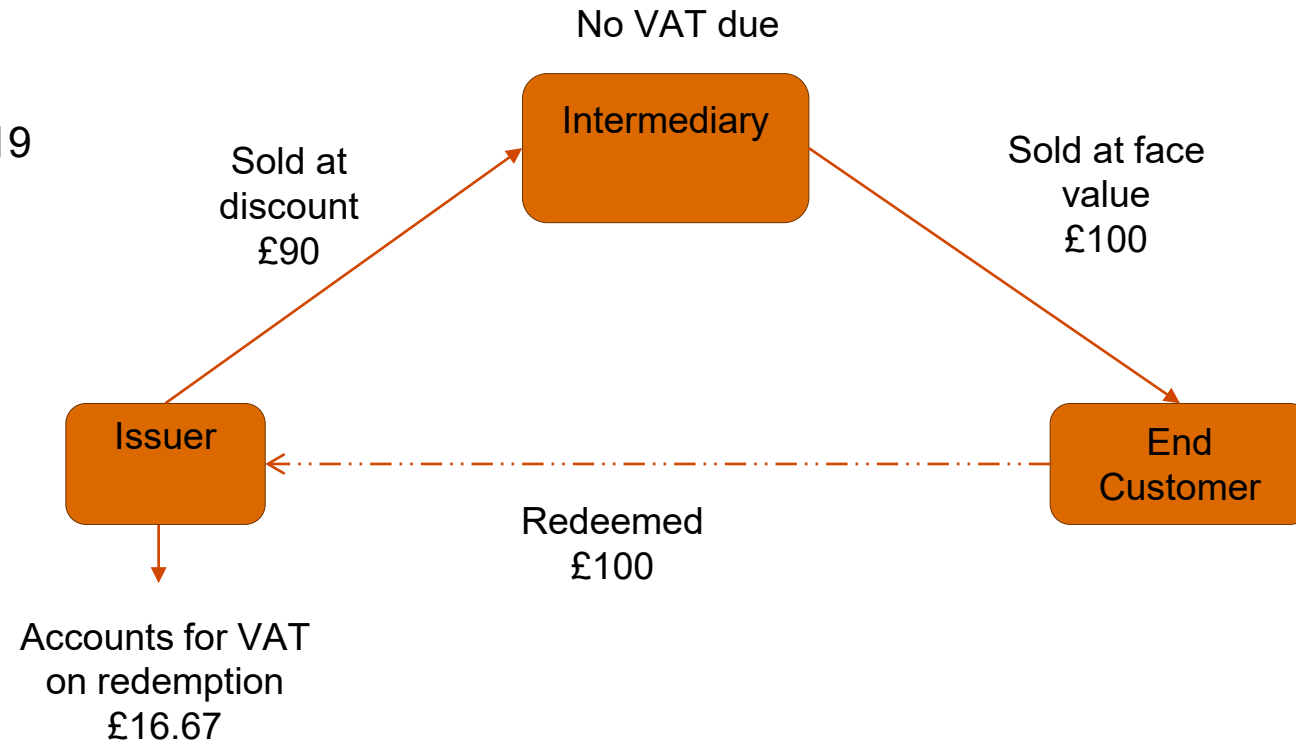 No VAT due
Intermediary
19
Sold at
discount
£90
Sold at face
value
£100
Issuer
End
Customer
Redeemed
£100
Accounts for VAT
on redemption
£16.67